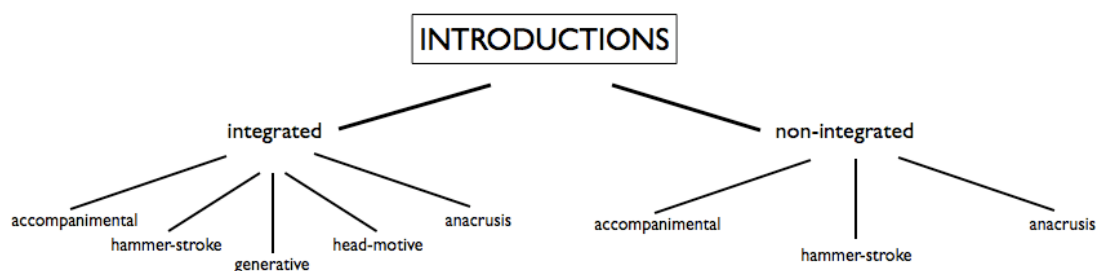 INTRODUCTIONS
integrated
non-integrated
accompanimental
hammer-stroke
generative
head-motive
anacrusis
accompanimental
hammer-stroke
anacrusis